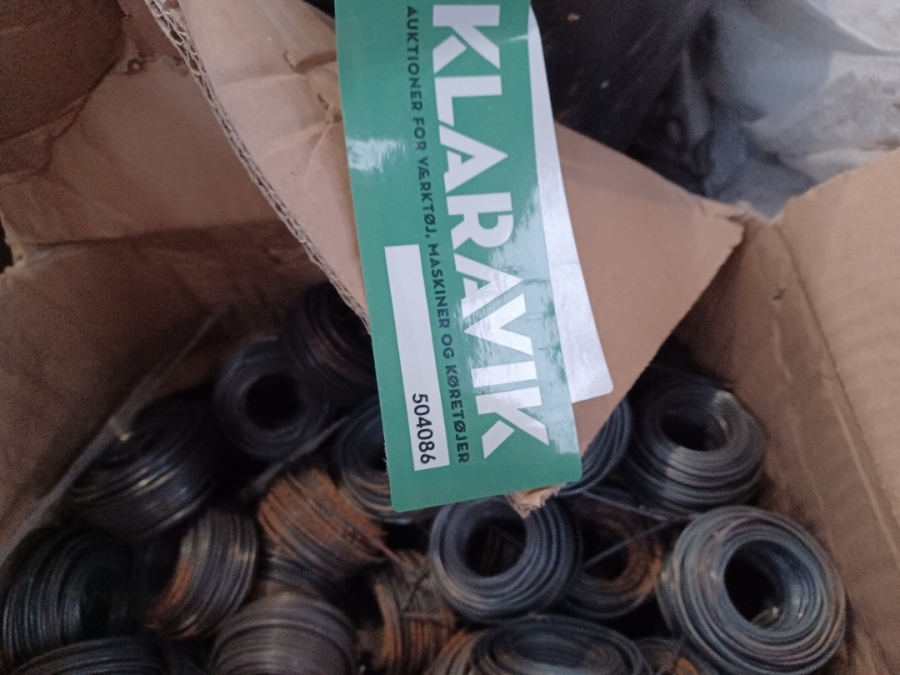 KLARAVIK
AUKTIONER FOR VÆRKTØJ, MASKINER OG KØRETØJER
504086